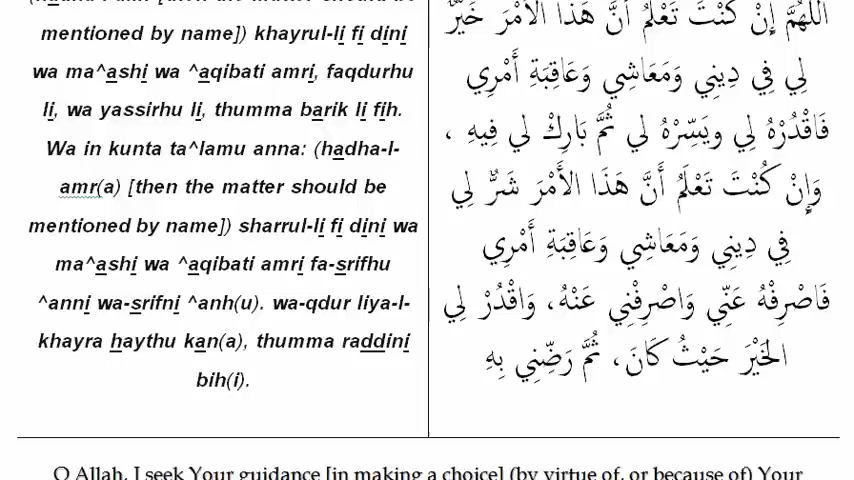 mentioned by name]) khayrul-li fi dini
wa ma^ashi wa ^aqibati amri, faqdurhu
li, wa yassirhu li, thumma barik li fih.
Wa in kunta ta^lamu anna: (hadha-l-
amr(a) [then the matter should be
mentioned by name]) sharrul-li fi dini wa
ma^ashi wa ^aqibati amri fa-srifhu
^anni wa-srifni ^anh(u). wa-qdur liya-l-
khayra haythu kan(a), thumma raddini
bih(i).
اللَّهُمَّ إِنْ كُنْتَ تَعْلَمُ أَنَّ هَذَا الأَمْرَ خَيْرٌ
لِي فِي دِينِي وَمَعَاشِي وَعَاقِبَةِ أَمْرِي
فَاقْدُرْهُ لِي ويَسِّرْهُ لي ثُمَّ بَارِكْ لي فِيهِ ،
وَإِنْ كُنْتَ تَعْلَمُ أَنَّ هَذَا الأَمْرَ شَرٌّ لِي
فِي دِينِي وَمَعَاشِي وَعَاقِبَةِ أَمْرِي
فَاصْرِفْهُ عَنِّي وَاصْرِفْنِي عَنْهُ، وَاقْدُرْ لِي
الخَيْرَ حَيْثُ كَانَ، ثُمَّ رَضِّنِي بِهِ
O Allah, I seek Your guidance [in making a choice] (by virtue of, or because of) Your